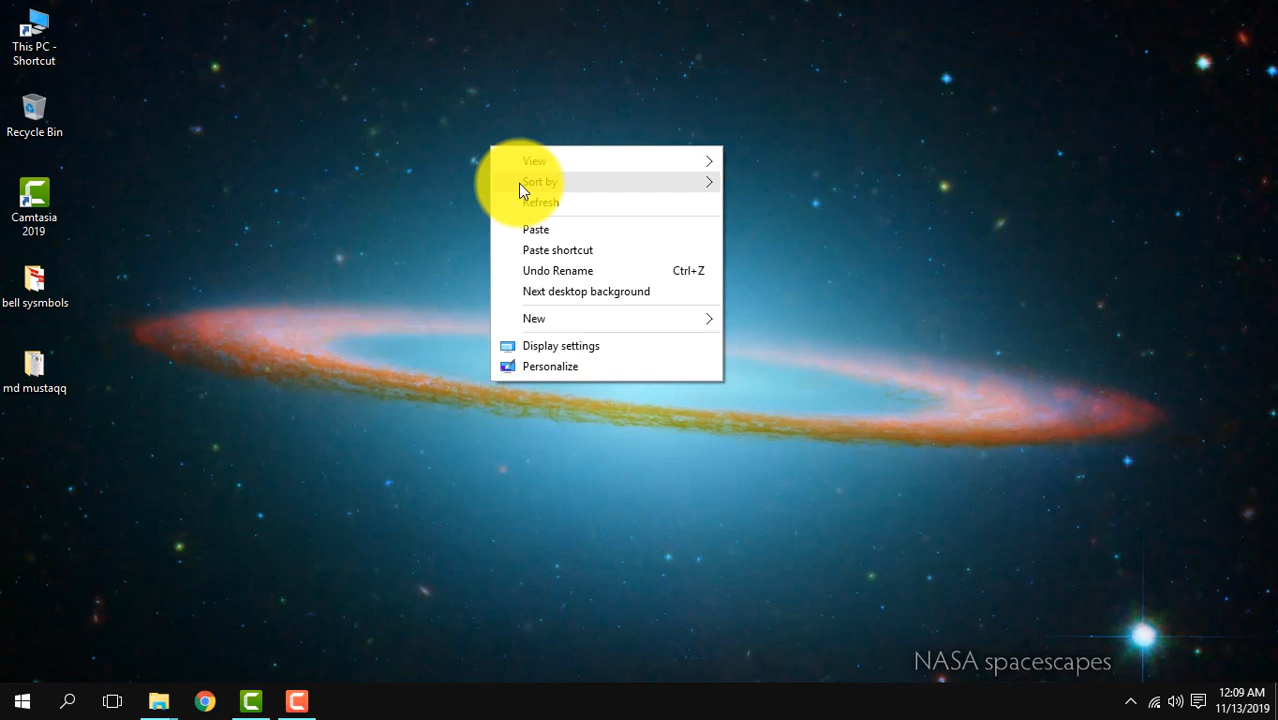 This PC -
Shortcut
Recycle Bin
Camtasia
2019
bell sysmbols
md mustaqq
View
Sort by
Refresh
Paste
Paste shortcut
Undo Rename Ctrl+Z
Next desktop background
New
Display settings
Personalize
NASA spacescapes
12:09 AM
11/13/2019